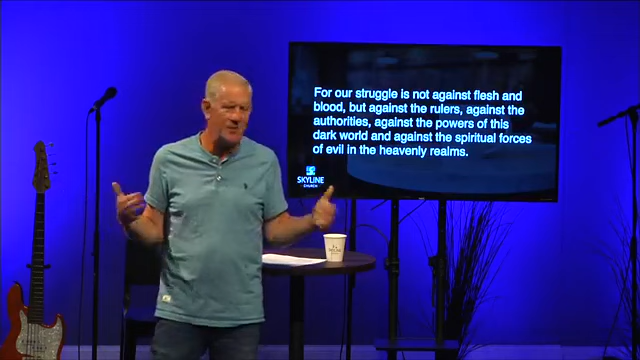 For our struggle is not against flesh and
blood, but against the rulers, against the
authorities, against the powers of this
dark world and against the spiritual forces
of evil in the heavenly realms.
SKYLINE
CHURCH